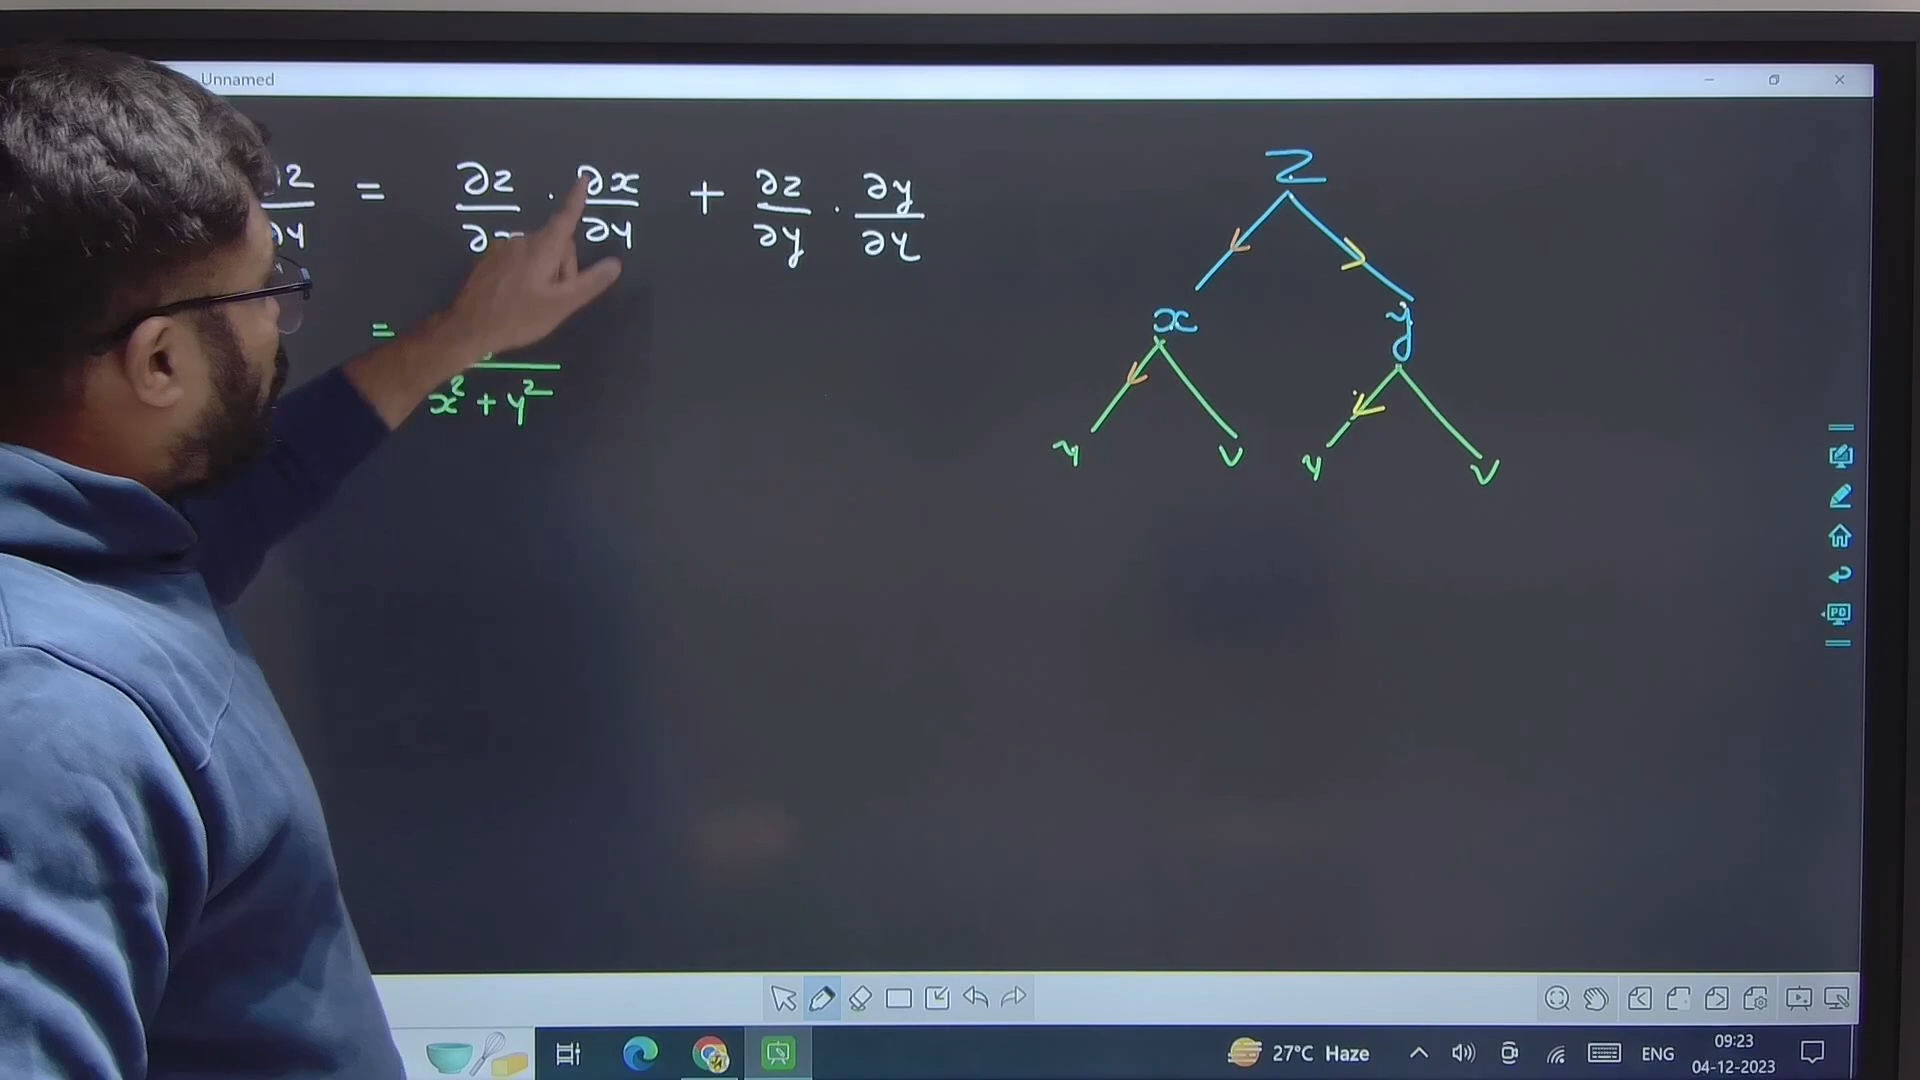 Unnamed
∂z/∂u = ∂z/∂x · ∂x/∂u + ∂z/∂y · ∂y/∂u
=
x² + y²
Z
x y
u v u v
27°C Haze
ENG
09:23
04-12-2023